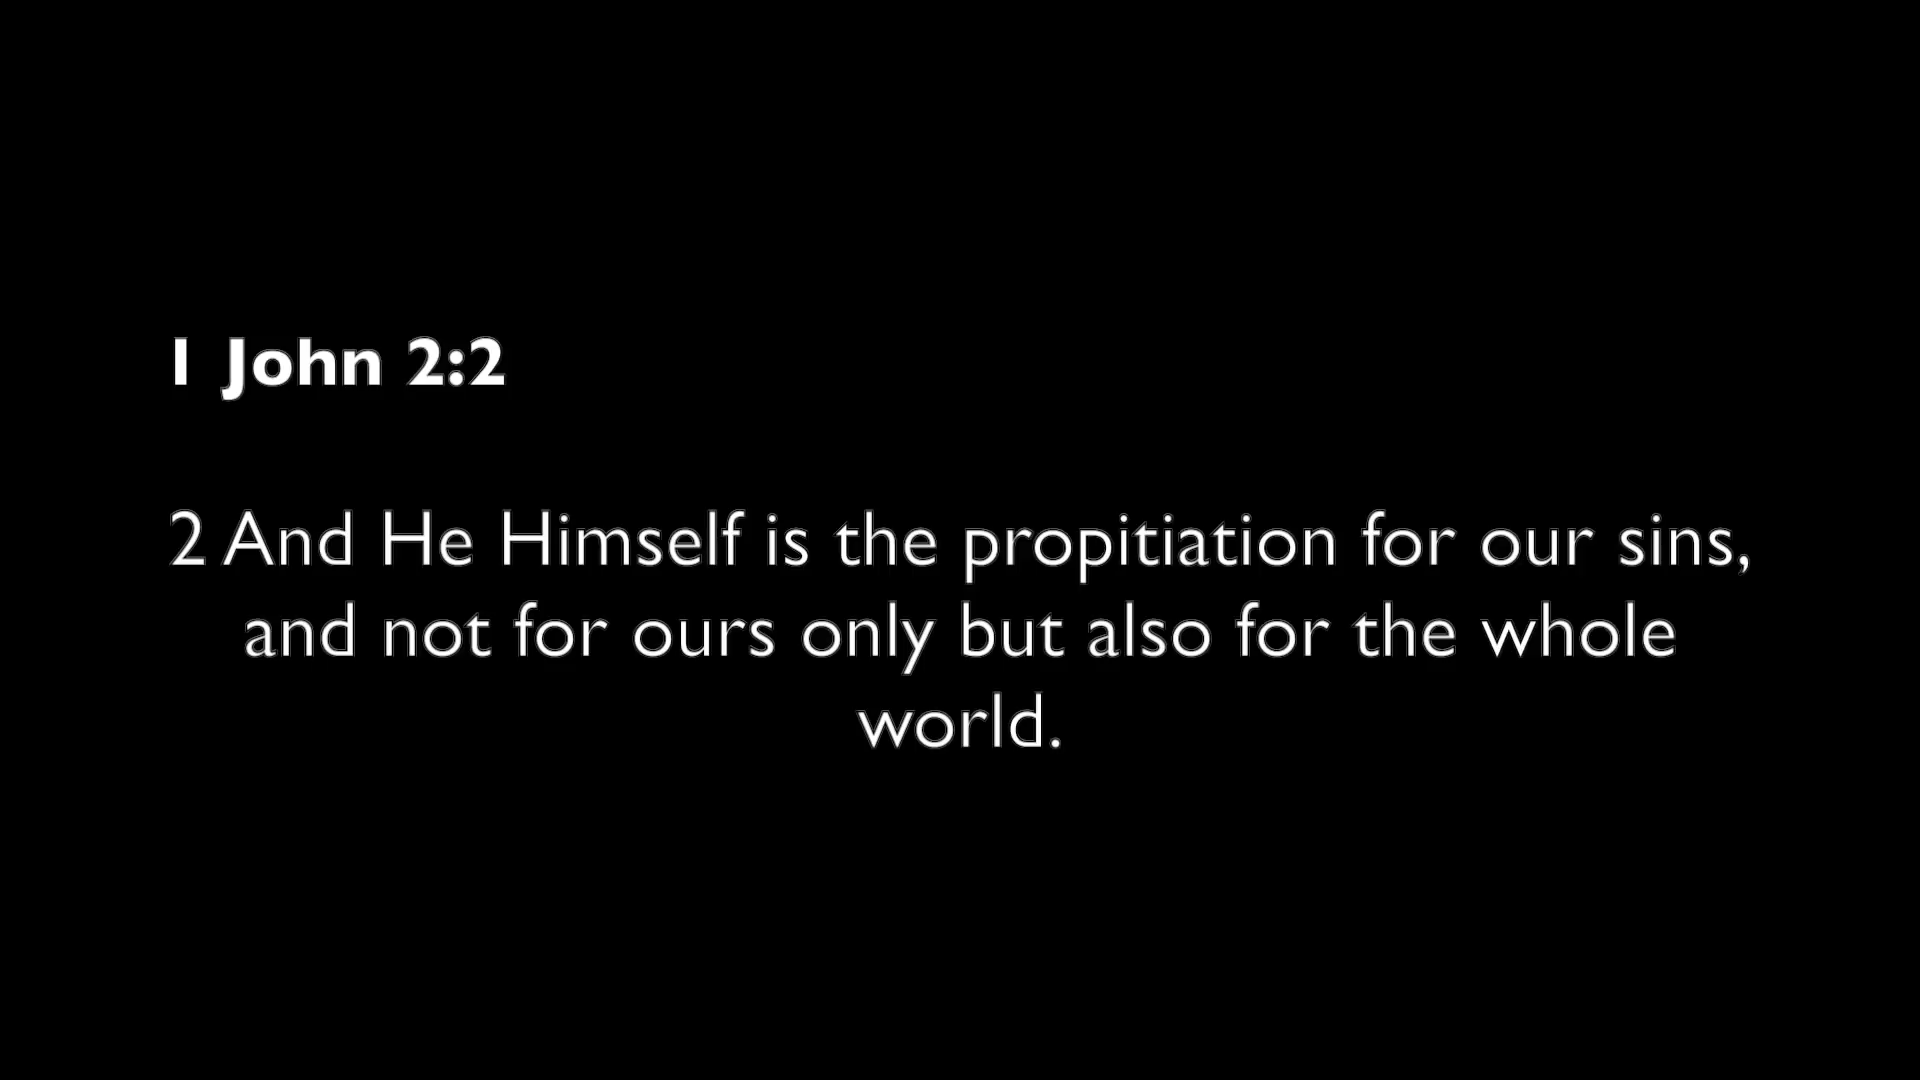 1 John 2:2
2 And He Himself is the propitiation for our sins,
and not for ours only but also for the whole
world.